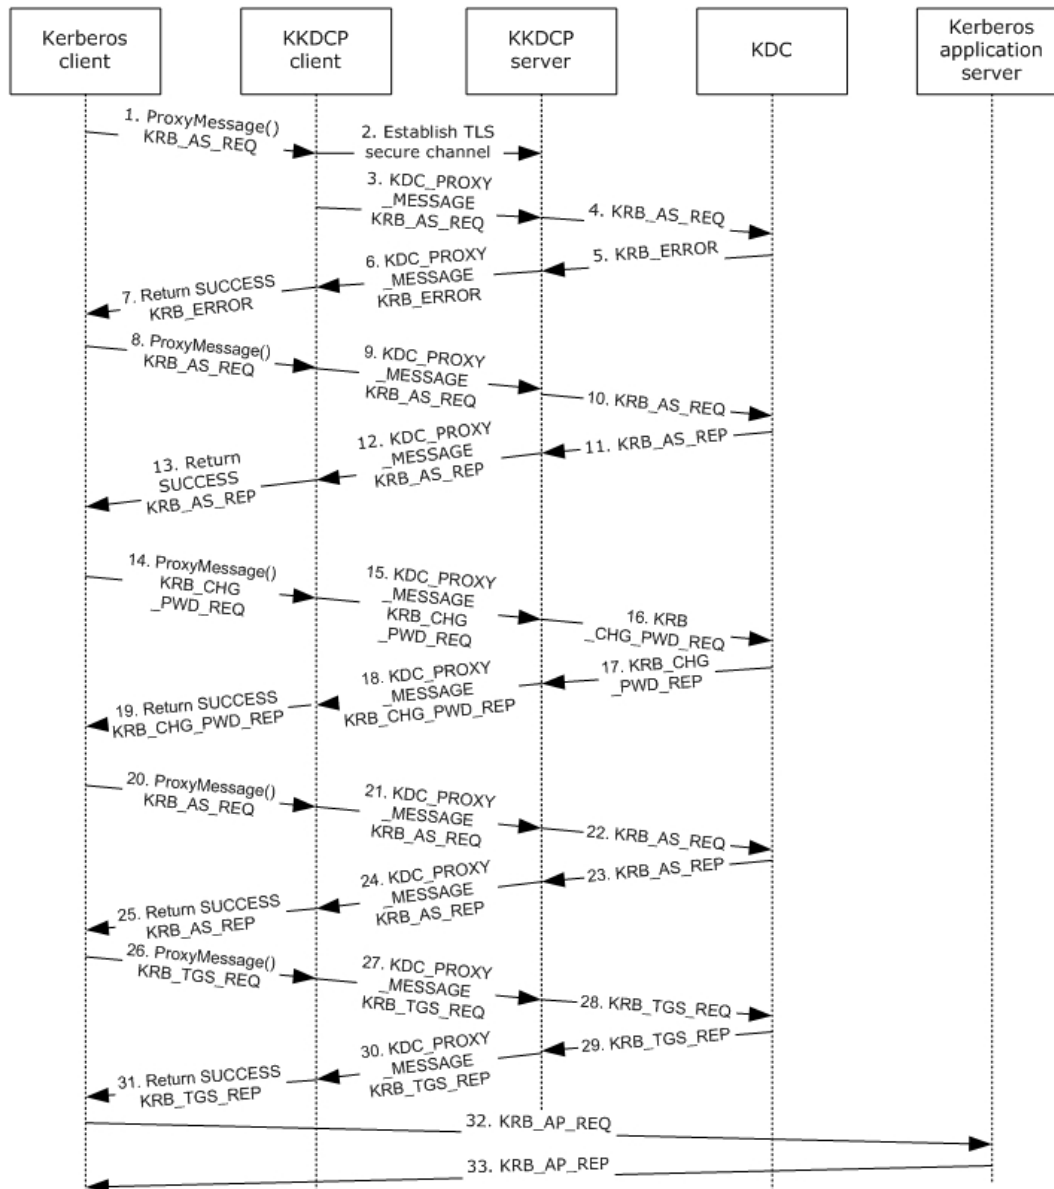 Kerberos
client
KKDCP
client
KKDCP
server
KDC
Kerberos
application
server
1. ProxyMessage()
KRB_AS_REQ
2. Establish TLS
secure channel
3. KDC_PROXY
_MESSAGE
KRB_AS_REQ
4. KRB_AS_REQ
5. KRB_ERROR
6. KDC_PROXY
_MESSAGE
KRB_ERROR
7. Return SUCCESS
KRB_ERROR
8. ProxyMessage()
KRB_AS_REQ
9. KDC_PROXY
_MESSAGE
KRB_AS_REQ
10. KRB_AS_REQ
11. KRB_AS_REP
12. KDC_PROXY
_MESSAGE
KRB_AS_REP
13. Return
SUCCESS
KRB_AS_REP
14. ProxyMessage()
KRB_CHG
_PWD_REQ
15. KDC_PROXY
_MESSAGE
KRB_CHG
_PWD_REQ
16. KRB
_CHG_PWD_REQ
17. KRB_CHG
_PWD_REP
18. KDC_PROXY
_MESSAGE
KRB_CHG_PWD_REP
19. Return SUCCESS
KRB_CHG_PWD_REP
20. ProxyMessage()
KRB_AS_REQ
21. KDC_PROXY
_MESSAGE
KRB_AS_REQ
22. KRB_AS_REQ
23. KRB_AS_REP
24. KDC_PROXY
_MESSAGE
KRB_AS_REP
25. Return SUCCESS
KRB_AS_REP
26. ProxyMessage()
KRB_TGS_REQ
27. KDC_PROXY
_MESSAGE
KRB_TGS_REQ
28. KRB_TGS_REQ
29. KRB_TGS_REP
30. KDC_PROXY
_MESSAGE
KRB_TGS_REP
31. Return SUCCESS
KRB_TGS_REP
32. KRB_AP_REQ
33. KRB_AP_REP